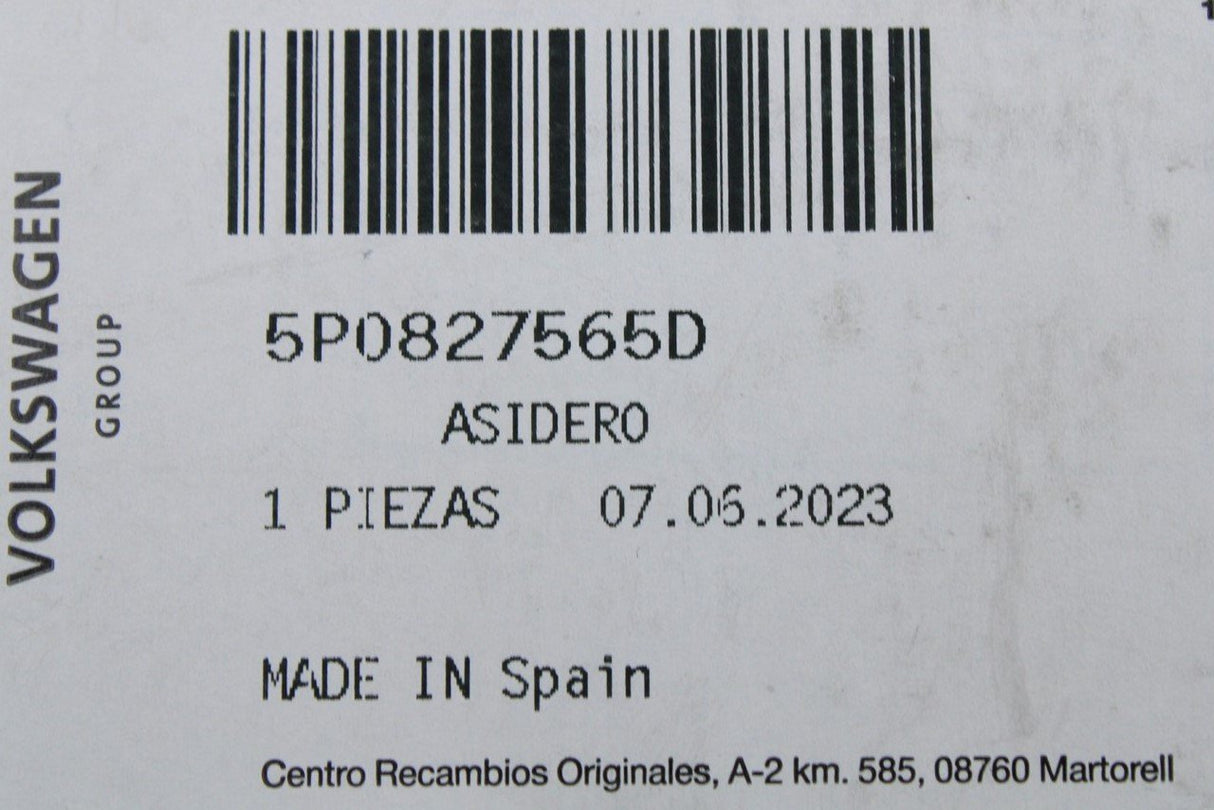 VOLKSWAGEN
GROUP
5P0827565D
ASIDERO
1 PIEZAS 07.06.2023
MADE IN Spain
Centro Recambios Originales, A-2 km. 585, 08760 Martorell